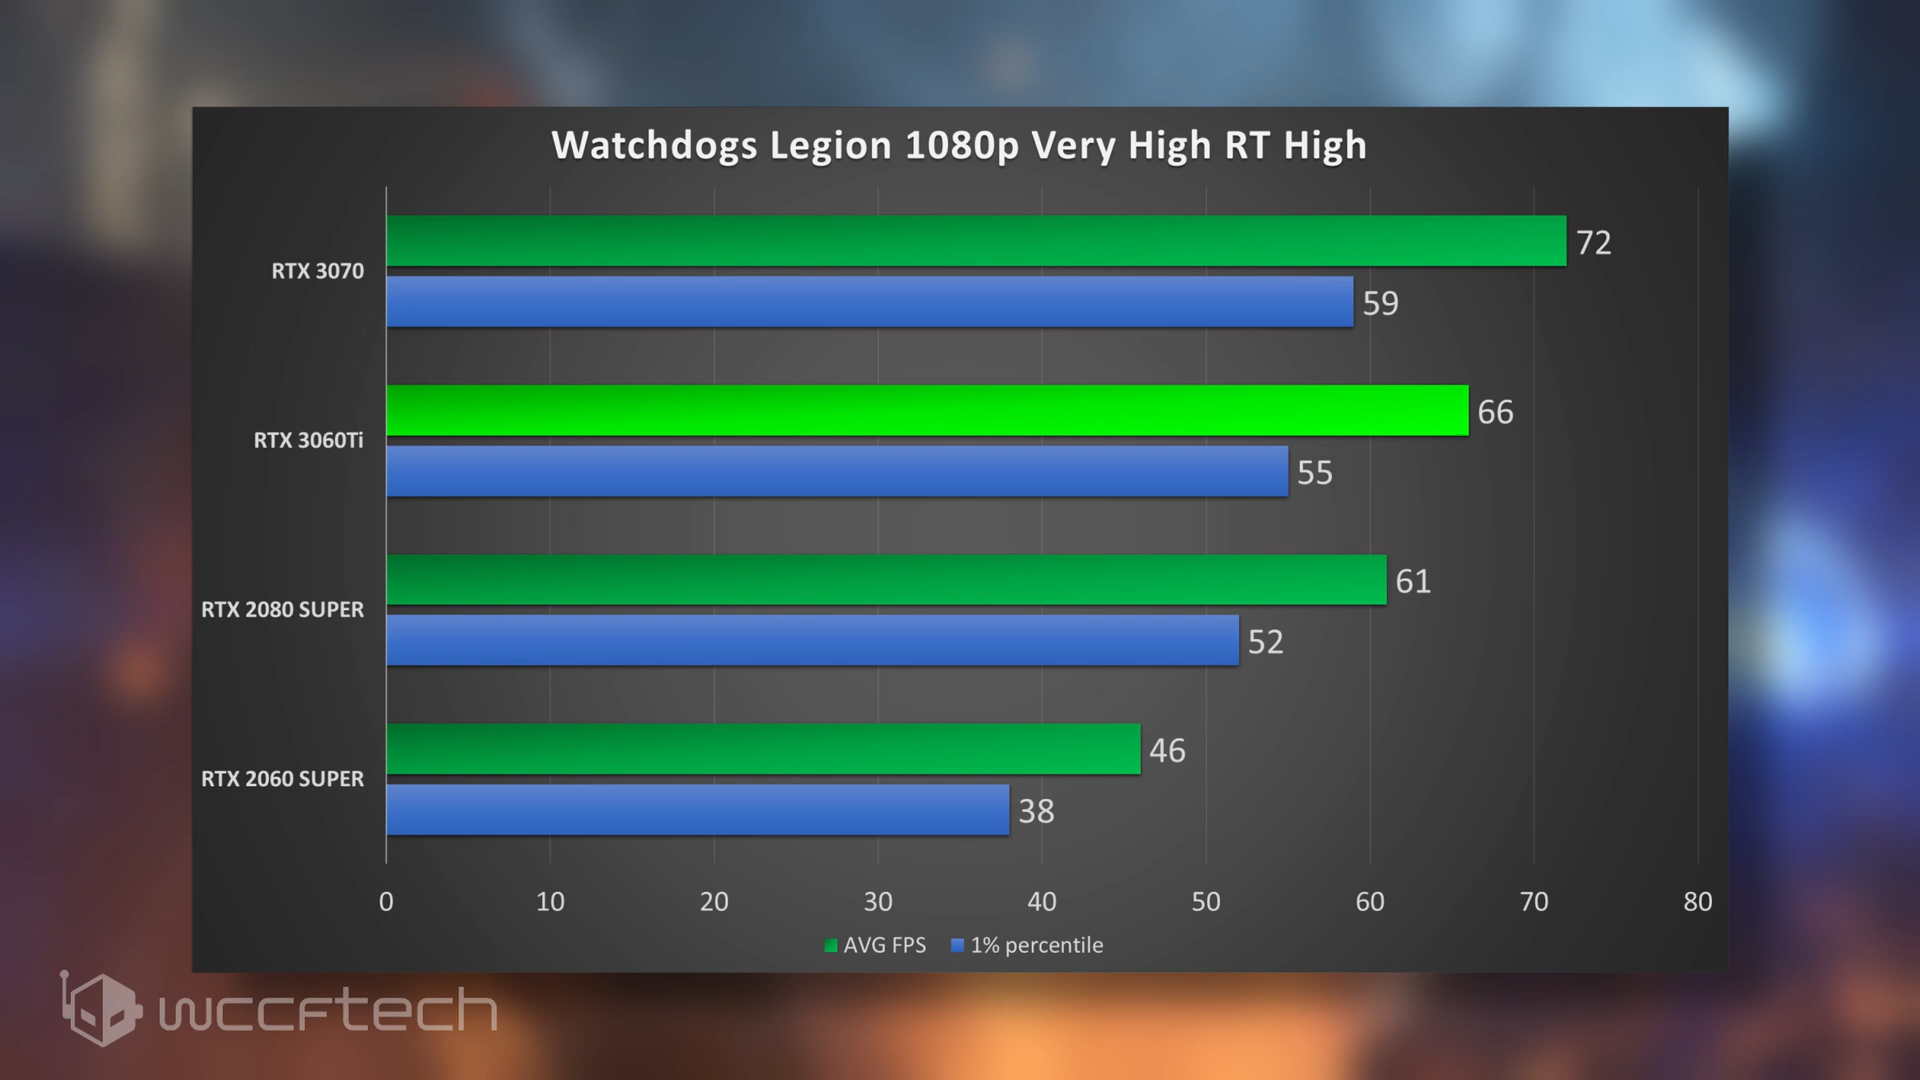 Watchdogs Legion 1080p Very High RT High
RTX 3070
72
59
RTX 3060Ti
66
55
RTX 2080 SUPER
61
52
RTX 2060 SUPER
46
38
0 10 20 30 40 50 60 70 80
AVG FPS 1% percentile
wccftech